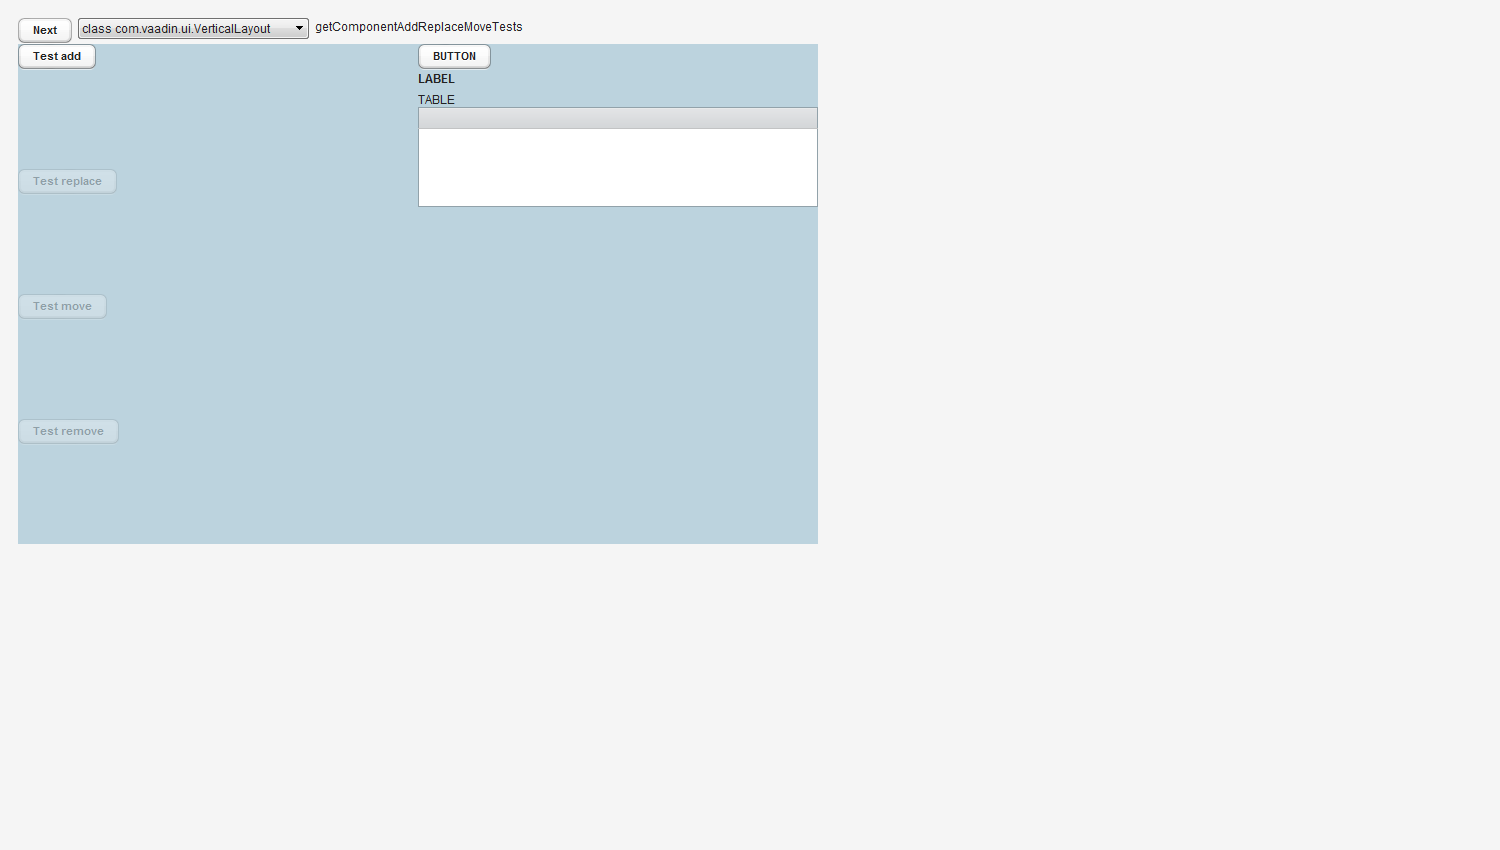 Next class com.vaadin.ui.VerticalLayout getComponentAddReplaceMoveTests
Test add BUTTON
LABEL
TABLE
Test replace
Test move
Test remove